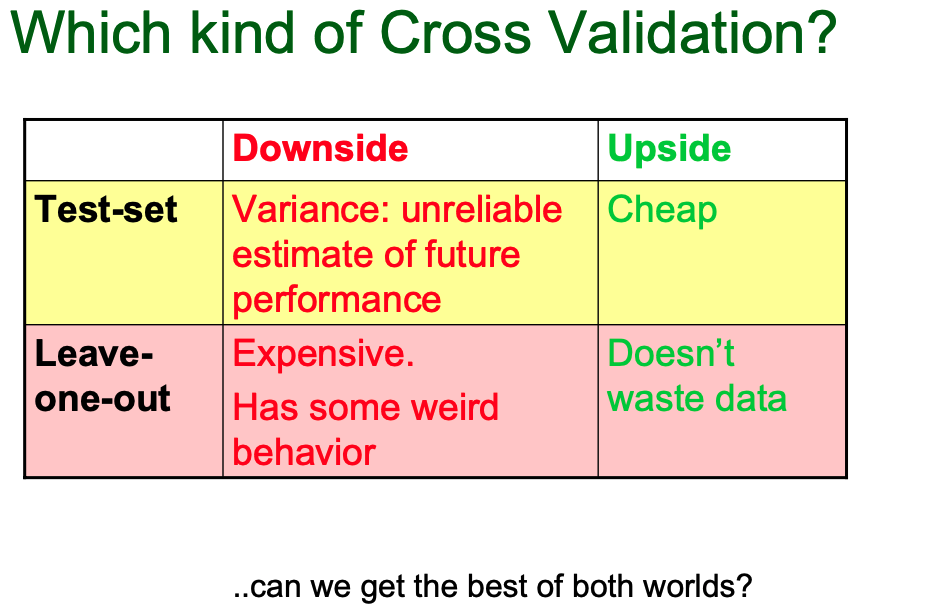 Which kind of Cross Validation?
Downside
Upside
Test-set
Variance: unreliable
estimate of future
performance
Cheap
Leave-
one-out
Expensive.
Has some weird
behavior
Doesn’t
waste data
..can we get the best of both worlds?